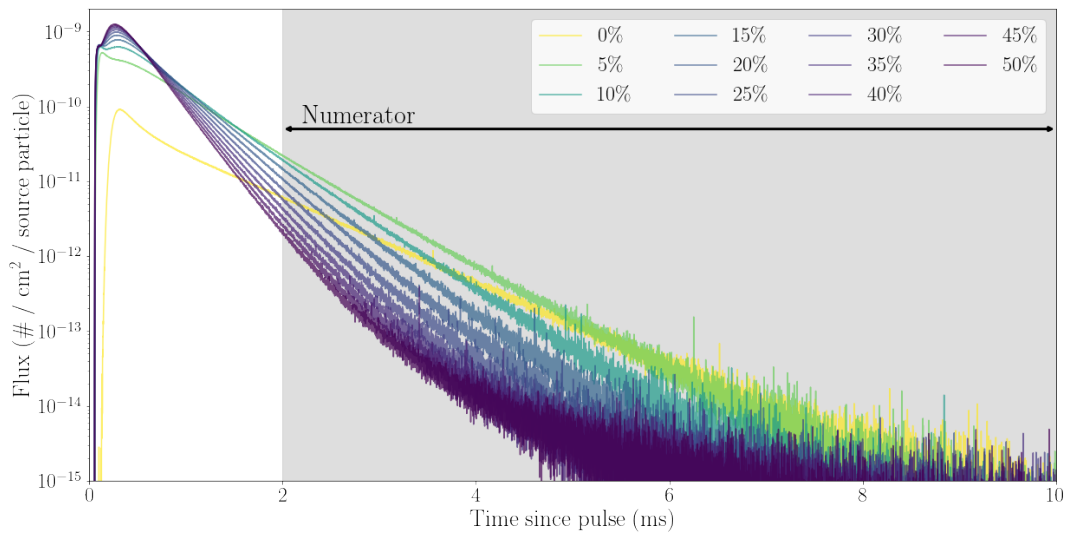 10⁻⁹
10⁻¹⁰
10⁻¹¹
10⁻¹²
10⁻¹³
10⁻¹⁴
10⁻¹⁵
Flux (# / cm² / source particle)
0% 15% 30% 45%
5% 20% 35% 50%
10% 25% 40%
Numerator
0 2 4 6 8 10
Time since pulse (ms)